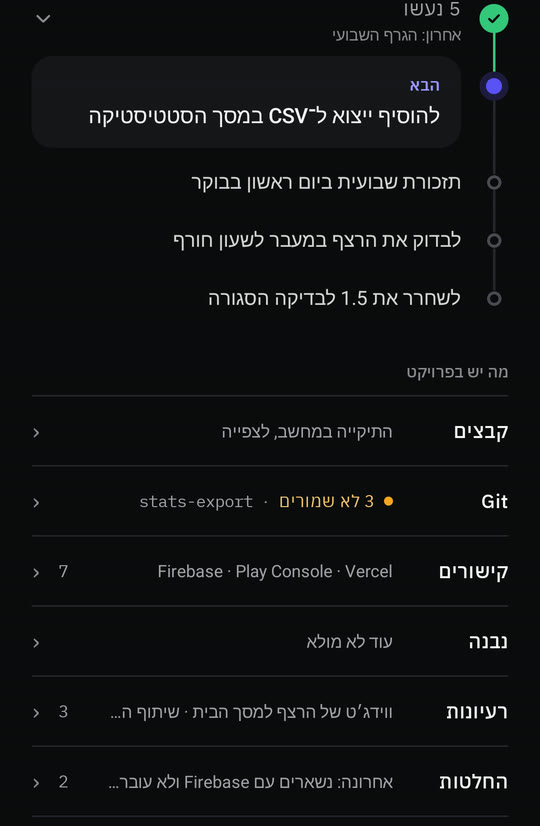 5 נעשו
אחרון: הגרף השבועי
הבא
להוסיף ייצוא ל־CSV במסך הסטטיסטיקה
תזכורת שבועית ביום ראשון בבוקר
לבדוק את הרצף במעבר לשעון חורף
לשחרר את 1.5 לבדיקה הסגורה
מה יש בפרויקט
קבצים התיקייה במחשב, לצפייה
Git 3 לא שמורים · stats-export
קישורים Firebase · Play Console · Vercel 7
נבנה עוד לא מולא
רעיונות ווידג׳ט של הרצף למסך הבית · שיתוף ה... 3
החלטות אחרונה: נשארים עם Firebase ולא עובר... 2